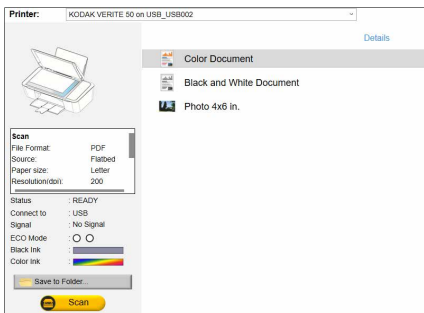 Printer: KODAK VERITE 50 on USB_USB002
Details
Color Document
Black and White Document
Photo 4x6 in.
Scan
File Format: PDF
Source: Flatbed
Paper size: Letter
Resolution(dpi): 200
Status : READY
Connect to : USB
Signal : No Signal
ECO Mode :
Black Ink :
Color Ink :
Save to Folder...
Scan